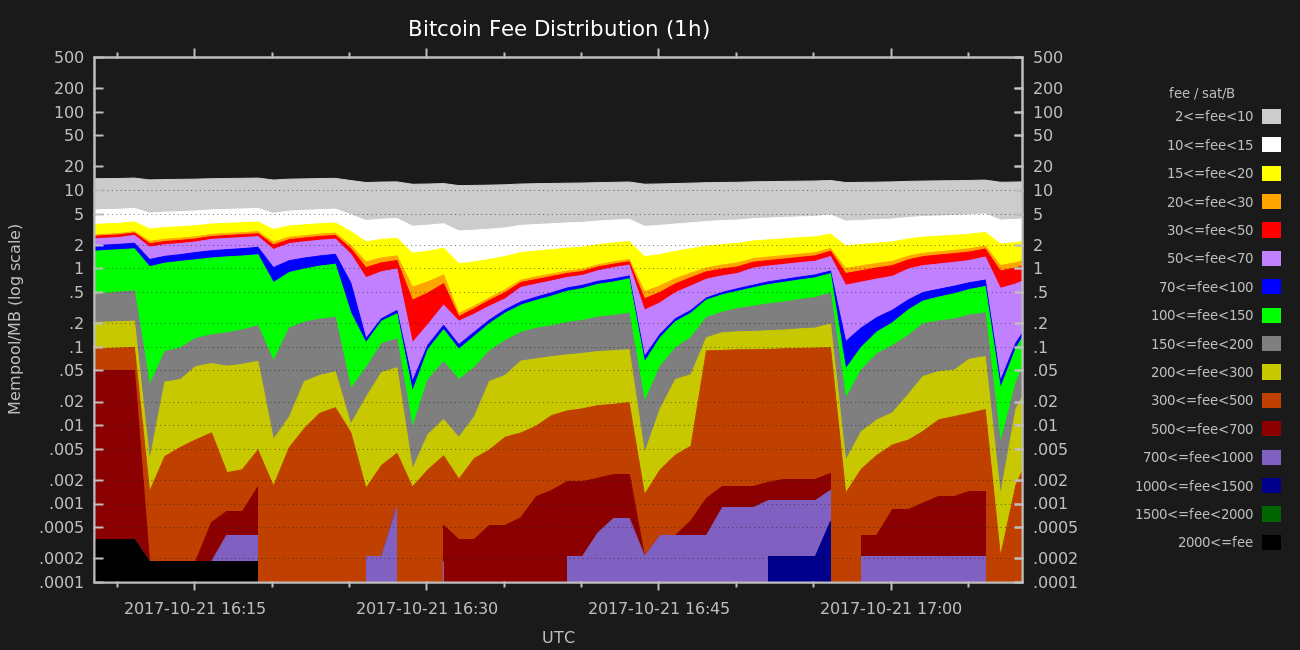 Bitcoin Fee Distribution (1h)
Mempool/MB (log scale)
500
200
100
50
20
10
5
2
1
.5
.2
.1
.05
.02
.01
.005
.002
.001
.0005
.0002
.0001
500
200
100
50
20
10
5
2
1
.5
.2
.1
.05
.02
.01
.005
.002
.001
.0005
.0002
.0001
2017-10-21 16:15
2017-10-21 16:30
2017-10-21 16:45
2017-10-21 17:00
UTC
fee / sat/B
2<=fee<10
10<=fee<15
15<=fee<20
20<=fee<30
30<=fee<50
50<=fee<70
70<=fee<100
100<=fee<150
150<=fee<200
200<=fee<300
300<=fee<500
500<=fee<700
700<=fee<1000
1000<=fee<1500
1500<=fee<2000
2000<=fee